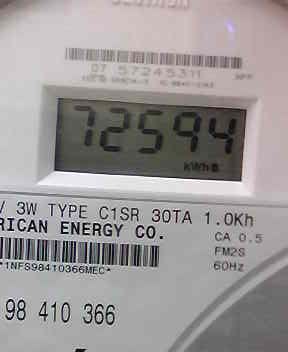 07 57245311
72594
kWh
V 3W TYPE C1SR 30TA 1.0Kh
RICAN ENERGY CO.
CA 0.5
FM2S
60Hz
*1NFS98410366MEC*
98 410 366